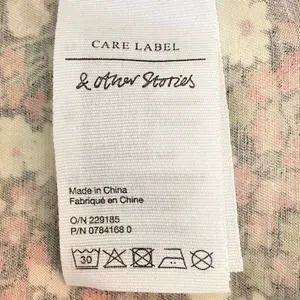 CARE LABEL
& other Stories
Made in China
Fabriqué en Chine
O/N 229185
P/N 0784168 0
30